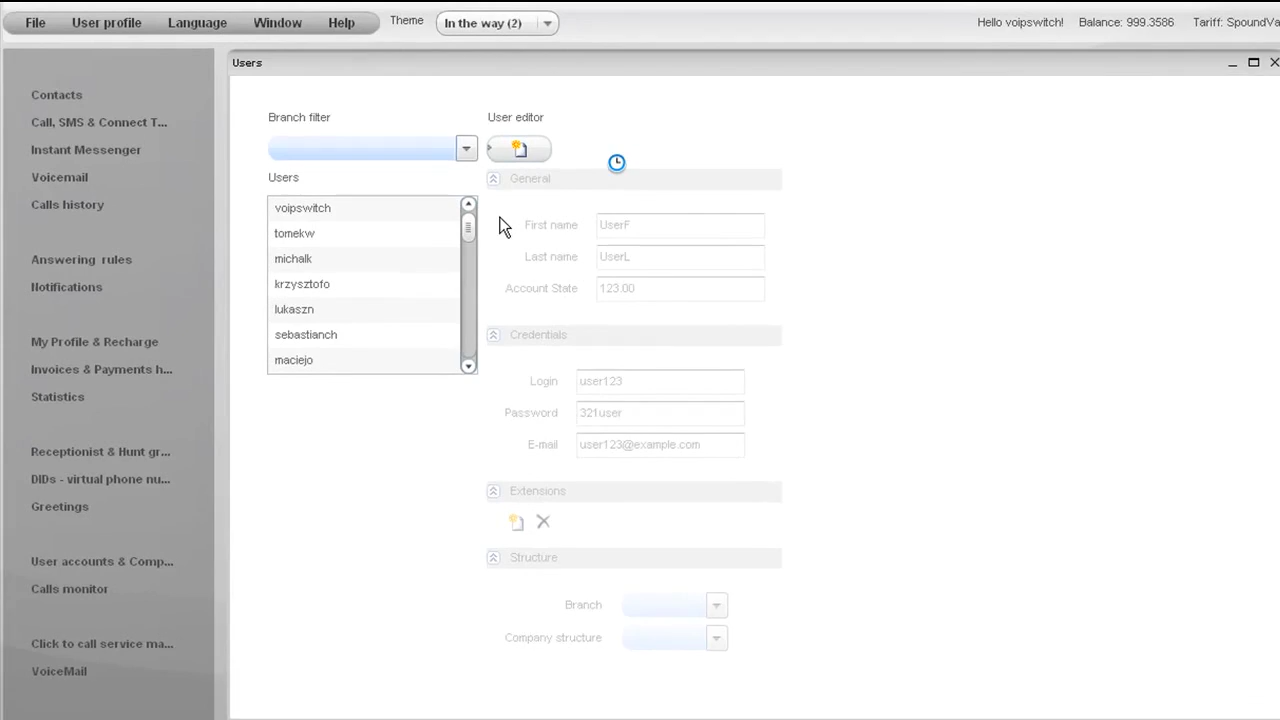 File User profile Language Window Help Theme In the way (2) Hello voipswitch! Balance: 999.3586 Tariff: SpoundVa
Users
Contacts
Call, SMS & Connect T...
Instant Messenger
Voicemail
Calls history
Answering rules
Notifications
My Profile & Recharge
Invoices & Payments h...
Statistics
Receptionist & Hunt gr...
DIDs - virtual phone nu...
Greetings
User accounts & Comp...
Calls monitor
Click to call service ma...
VoiceMail
Branch filter
Users
voipswitch
tomekw
michalk
krzysztofo
lukaszn
sebastianch
maciejo
User editor
General
First name UserF
Last name UserL
Account State 123.00
Credentials
Login user123
Password 321user
E-mail user123@example.com
Extensions
Structure
Branch
Company structure